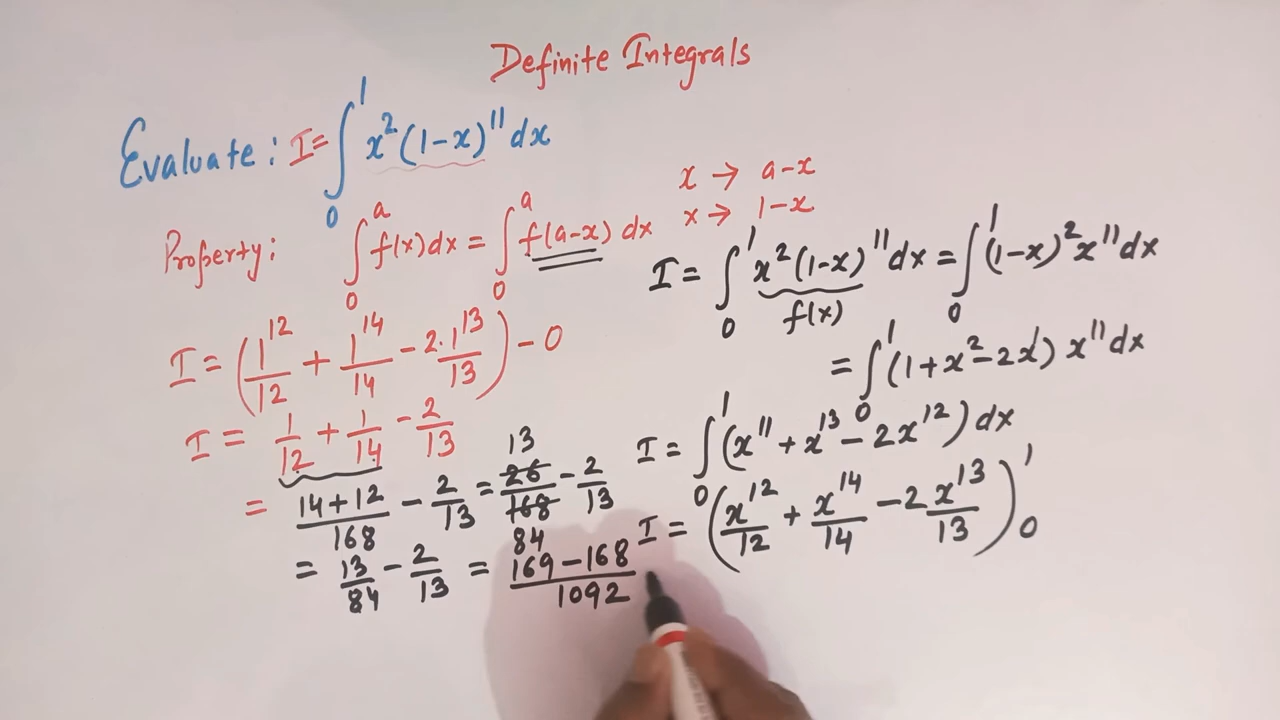 Definite Integrals
Evaluate: I = ∫₀¹ x²(1-x)¹¹ dx
x → a-x
x → 1-x
Property: ∫₀ᵃ f(x) dx = ∫₀ᵃ f(a-x) dx
I = ∫₀¹ x²(1-x)¹¹ dx = ∫₀¹ (1-x)² x¹¹ dx
f(x)
= ∫₀¹ (1+x²-2x) x¹¹ dx
I = ∫₀¹ (x¹¹ + x¹³ - 2x¹²) dx
I = (x¹²/12 + x¹⁴/14 - 2 x¹³/13)₀¹
I = (1¹²/12 + 1¹⁴/14 - 2·1¹³/13) - 0
I = 1/12 + 1/14 - 2/13
= 14+12/168 - 2/13 = 26/168 - 2/13
13
84
= 13/84 - 2/13 = 169-168/1092